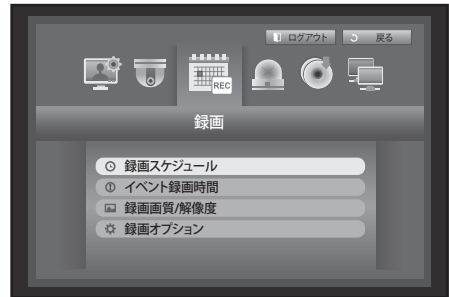 ログアウト 戻る
REC
録画
録画スケジュール
イベント録画時間
録画画質/解像度
録画オプション